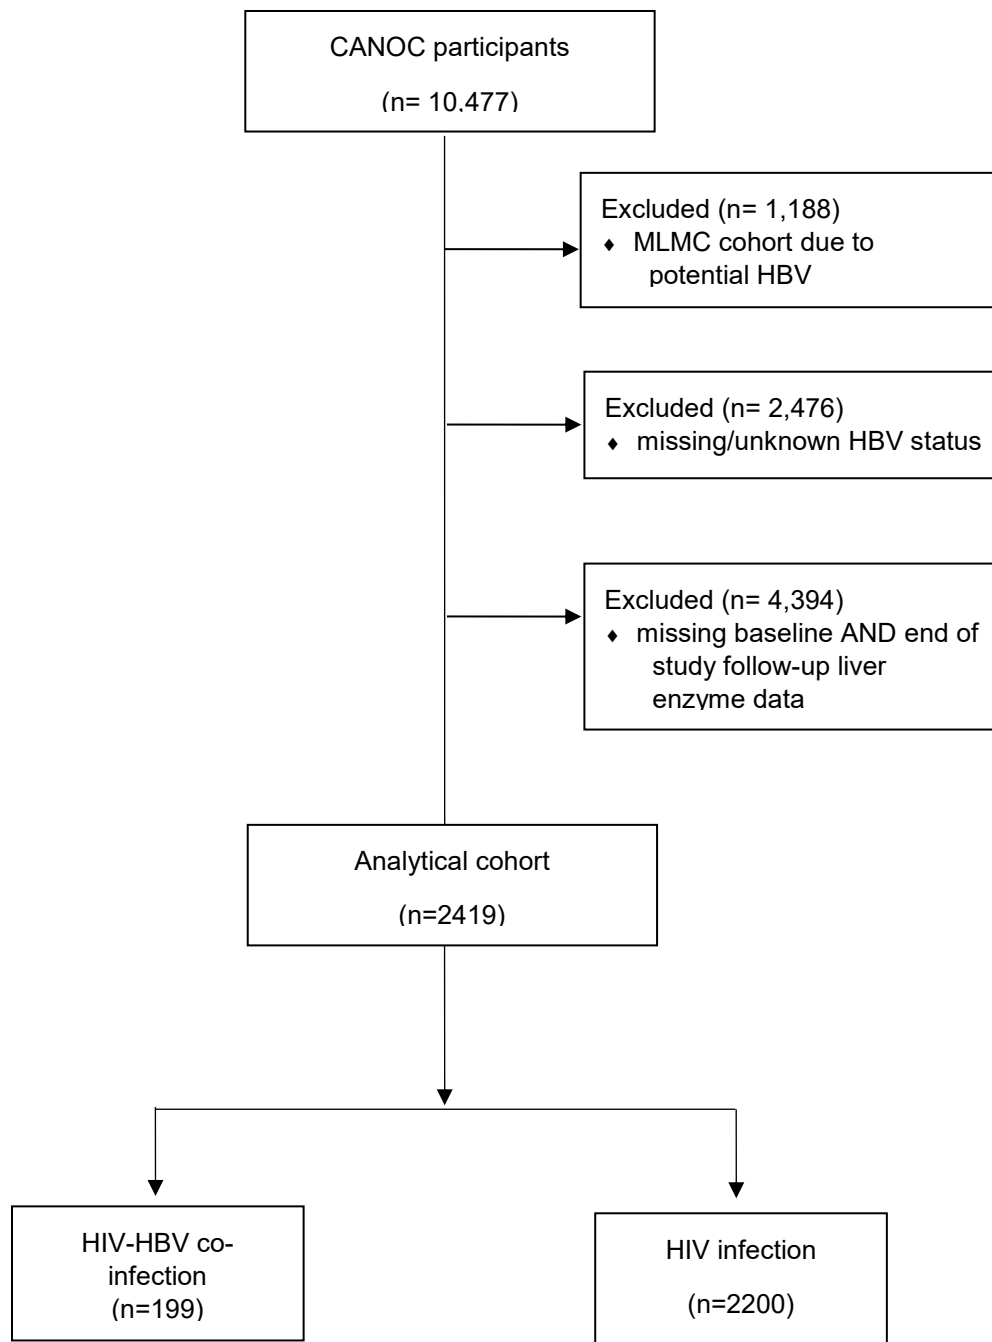 CANOC participants
(n= 10,477)
Excluded (n= 1,188)
♦ MLMC cohort due to
potential HBV
Excluded (n= 2,476)
♦ missing/unknown HBV status
Excluded (n= 4,394)
♦ missing baseline AND end of
study follow-up liver
enzyme data
Analytical cohort
(n=2419)
HIV-HBV co-
infection
(n=199)
HIV infection
(n=2200)